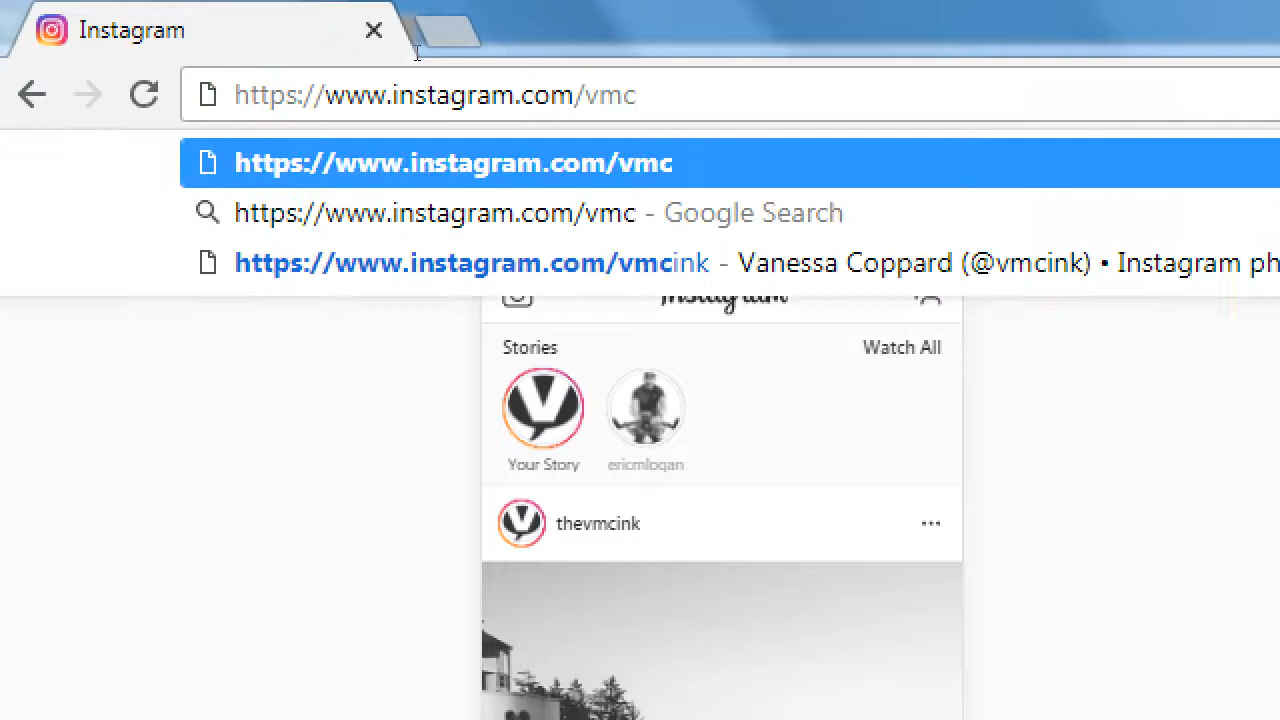 Instagram
https://www.instagram.com/vmc
https://www.instagram.com/vmc
https://www.instagram.com/vmc - Google Search
https://www.instagram.com/vmcink - Vanessa Coppard (@vmcink) • Instagram ph
Instagram
Stories Watch All
Your Story ericmlogan
thevmcink